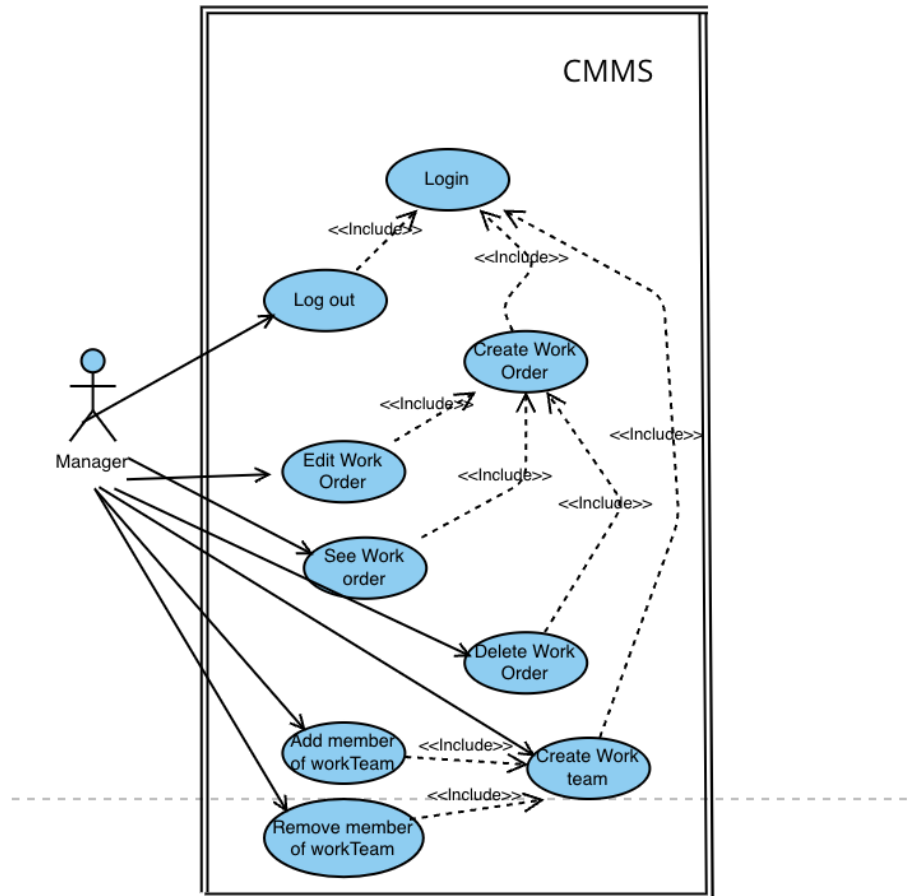 CMMS
Login
<<Include>>
<<Include>>
Log out
Create Work
Order
<<Include>>
Manager
<<Include>>
Edit Work
Order
<<Include>>
<<Include>>
See Work
order
Delete Work
Order
Add member
of workTeam
<<Include>>
Create Work
team
<<Include>>
Remove member
of workTeam